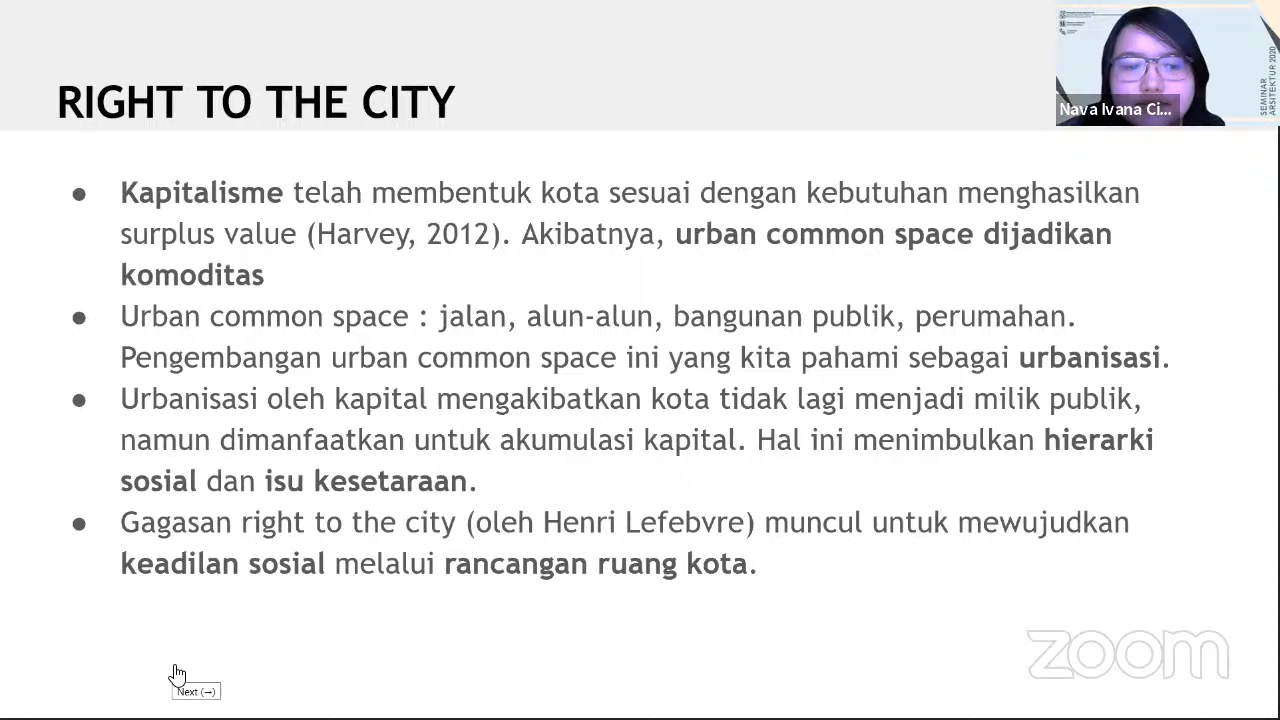 RIGHT TO THE CITY
Nava Ivana Ci...
SEMINAR
ARSITEKTUR 2020
● Kapitalisme telah membentuk kota sesuai dengan kebutuhan menghasilkan
surplus value (Harvey, 2012). Akibatnya, urban common space dijadikan
komoditas
● Urban common space : jalan, alun-alun, bangunan publik, perumahan.
Pengembangan urban common space ini yang kita pahami sebagai urbanisasi.
● Urbanisasi oleh kapital mengakibatkan kota tidak lagi menjadi milik publik,
namun dimanfaatkan untuk akumulasi kapital. Hal ini menimbulkan hierarki
sosial dan isu kesetaraan.
● Gagasan right to the city (oleh Henri Lefebvre) muncul untuk mewujudkan
keadilan sosial melalui rancangan ruang kota.
zoom
Next (→)